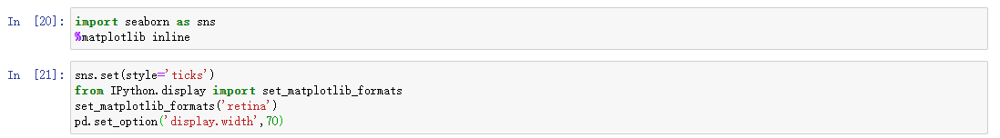 In [20]: import seaborn as sns
%matplotlib inline
In [21]: sns.set(style='ticks')
from IPython.display import set_matplotlib_formats
set_matplotlib_formats('retina')
pd.set_option('display.width',70)